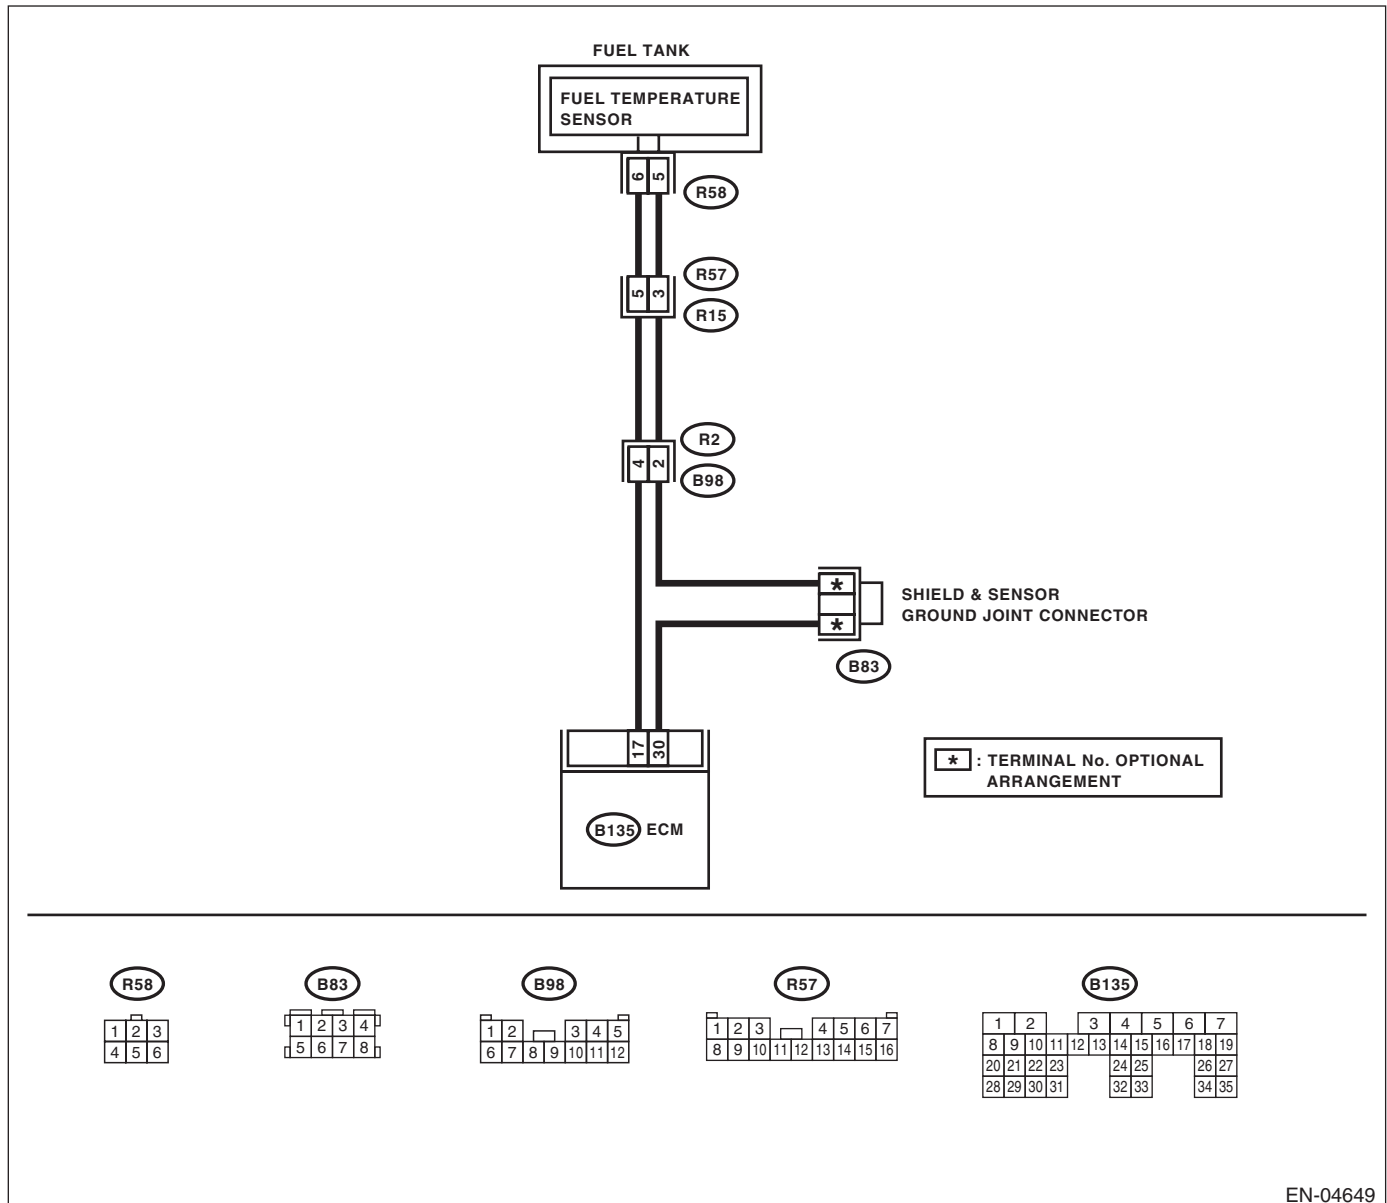 FUEL TANK
FUEL TEMPERATURE
SENSOR
6 5
R58
R57
5 3
R15
R2
4 2
B98
*
SHIELD & SENSOR
GROUND JOINT CONNECTOR
*
B83
17 30
* : TERMINAL No. OPTIONAL
ARRANGEMENT
B135 ECM
R58
1 2 3
4 5 6
B83
1 2 3 4
5 6 7 8
B98
1 2 3 4 5
6 7 8 9 10 11 12
R57
1 2 3 4 5 6 7
8 9 10 11 12 13 14 15 16
B135
1 2 3 4 5 6 7
8 9 10 11 12 13 14 15 16 17 18 19
20 21 22 23 24 25 26 27
28 29 30 31 32 33 34 35
EN-04649